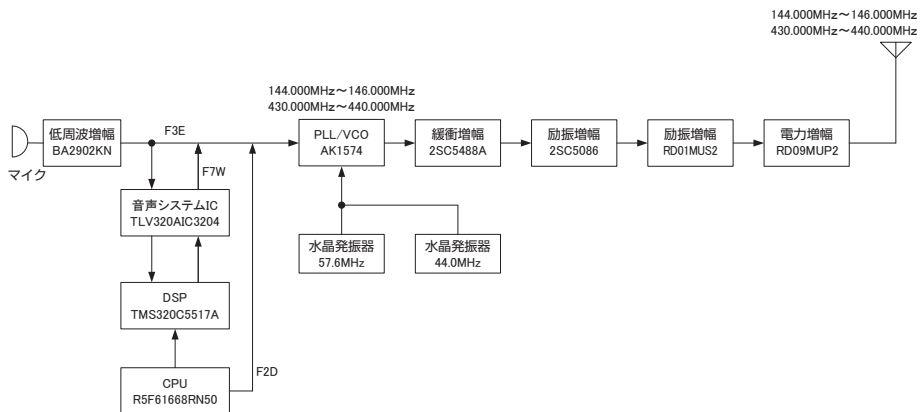 144.000MHz～146.000MHz
430.000MHz～440.000MHz
144.000MHz～146.000MHz
430.000MHz～440.000MHz
マイク
低周波増幅
BA2902KN
F3E
PLL/VCO
AK1574
緩衝増幅
2SC5488A
励振増幅
2SC5086
励振増幅
RD01MUS2
電力増幅
RD09MUP2
F7W
音声システムIC
TLV320AIC3204
水晶発振器
57.6MHz
水晶発振器
44.0MHz
DSP
TMS320C5517A
F2D
CPU
R5F61668RN50